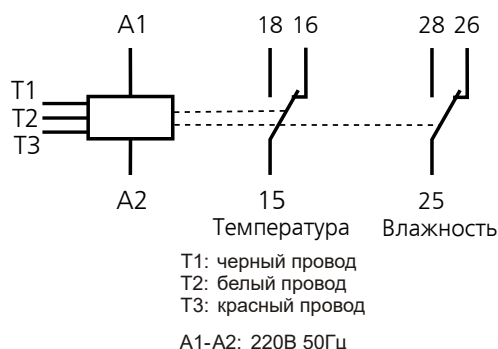 A1 18 16 28 26
T1
T2
T3
A2 15 25
Температура Влажность
T1: черный провод
T2: белый провод
T3: красный провод
A1-A2: 220В 50Гц